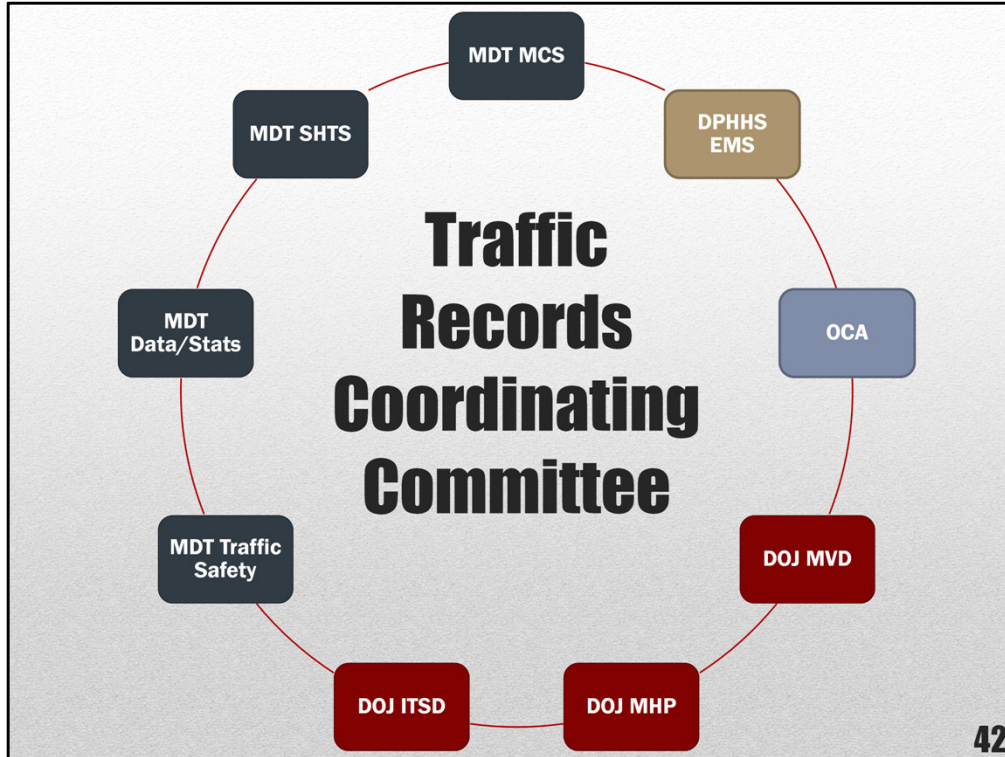 MDT MCS
DPHHS
EMS
OCA
DOJ MVD
DOJ MHP
DOJ ITSD
MDT Traffic
Safety
MDT
Data/Stats
MDT SHTS
Traffic
Records
Coordinating
Committee
42